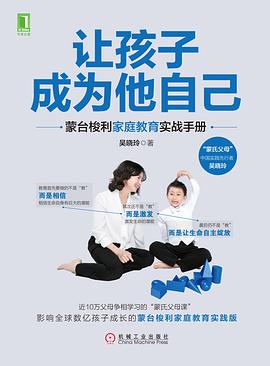 让孩子
成为他自己
蒙台梭利家庭教育实战手册
吴晓玲◎著
“蒙氏父母”
中国实践先行者
吴晓玲
教育首先要做的不是“教”
而是相信
相信生命自身有巨大的潜能
其次还不是“教”
而是激发
激发生命的潜能
最后仍不是“教”
而是让生命自主绽放
近10万父母争相学习的“蒙氏父母课”
影响全球数亿孩子成长的蒙台梭利家庭教育实践版
机械工业出版社
China Machine Press